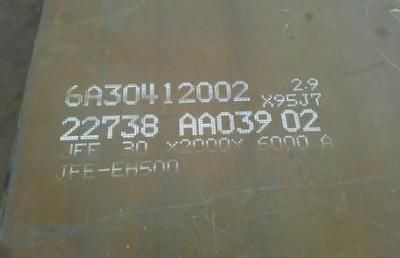 6A30412002 2.9
X95J7
22738 AA039 02
JFE 30 X2000X 6000 A
JFE-EH500